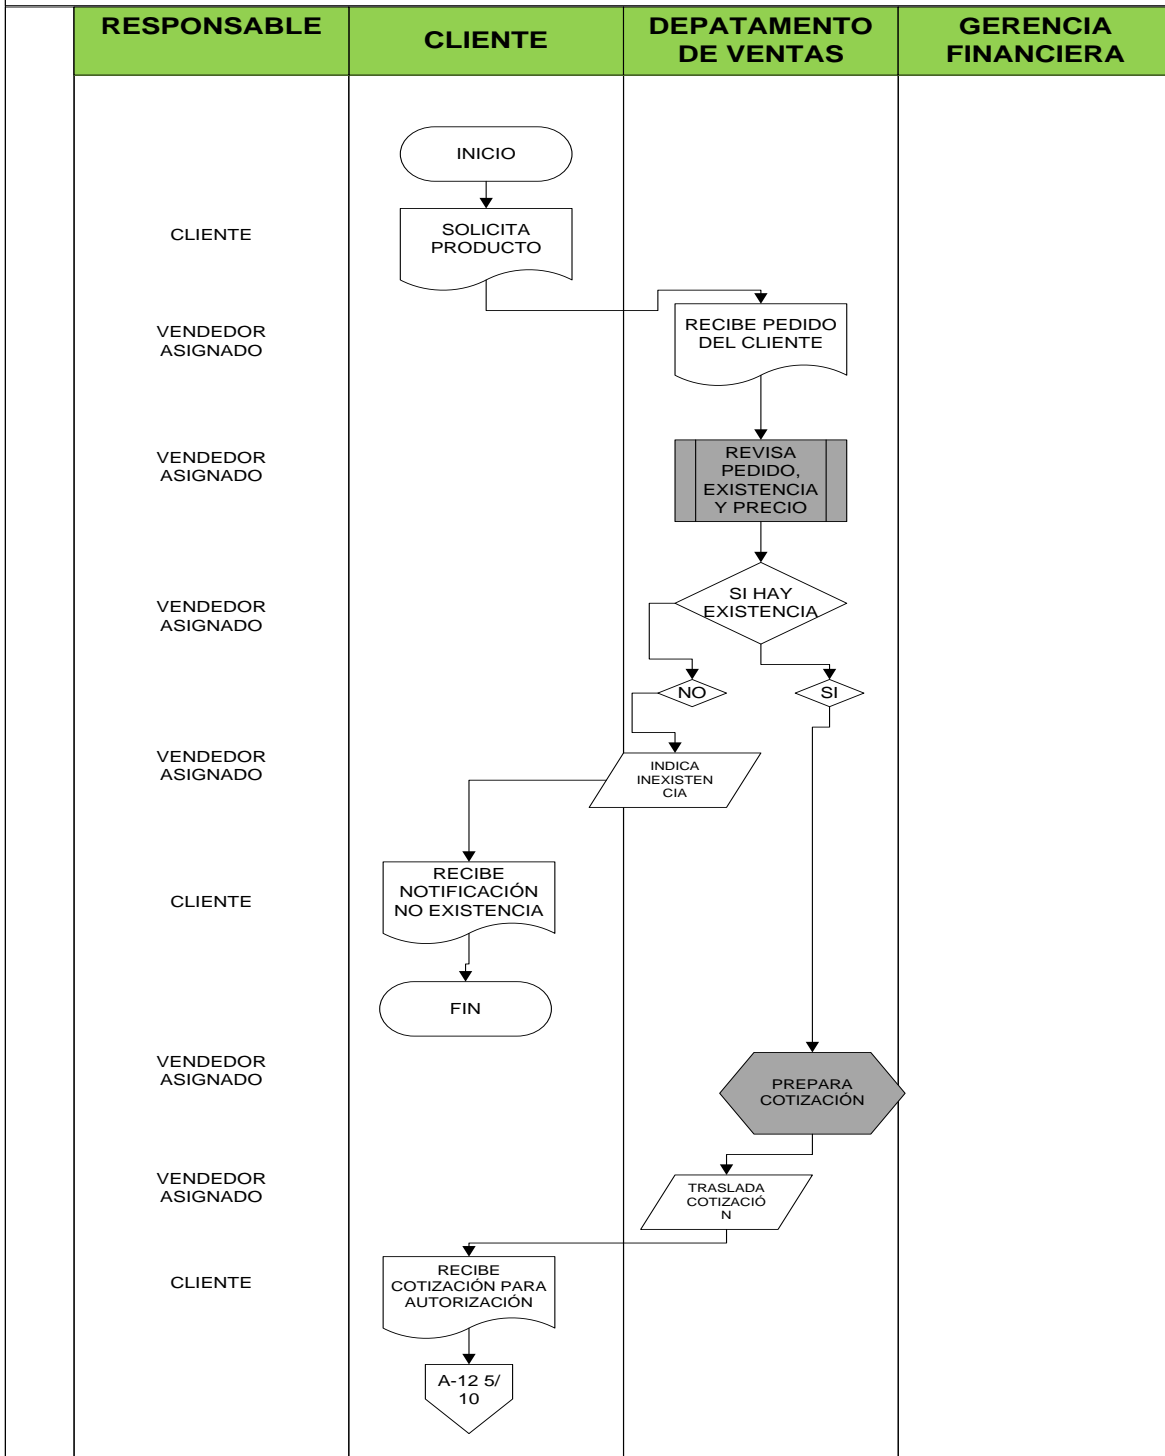 RESPONSABLE
CLIENTE
DEPATAMENTO
DE VENTAS
GERENCIA
FINANCIERA
INICIO
CLIENTE
SOLICITA
PRODUCTO
VENDEDOR
ASIGNADO
RECIBE PEDIDO
DEL CLIENTE
VENDEDOR
ASIGNADO
REVISA
PEDIDO,
EXISTENCIA
Y PRECIO
VENDEDOR
ASIGNADO
SI HAY
EXISTENCIA
NO
SI
VENDEDOR
ASIGNADO
INDICA
INEXISTEN
CIA
CLIENTE
RECIBE
NOTIFICACIÓN
NO EXISTENCIA
FIN
VENDEDOR
ASIGNADO
PREPARA
COTIZACIÓN
VENDEDOR
ASIGNADO
TRASLADA
COTIZACIÓ
N
CLIENTE
RECIBE
COTIZACIÓN PARA
AUTORIZACIÓN
A-12 5/
10